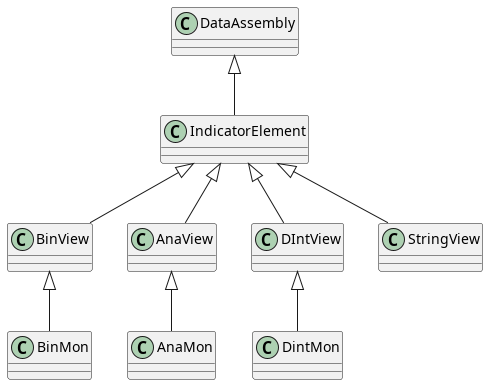 C DataAssembly
C IndicatorElement
C BinView
C AnaView
C DIntView
C StringView
C BinMon
C AnaMon
C DintMon